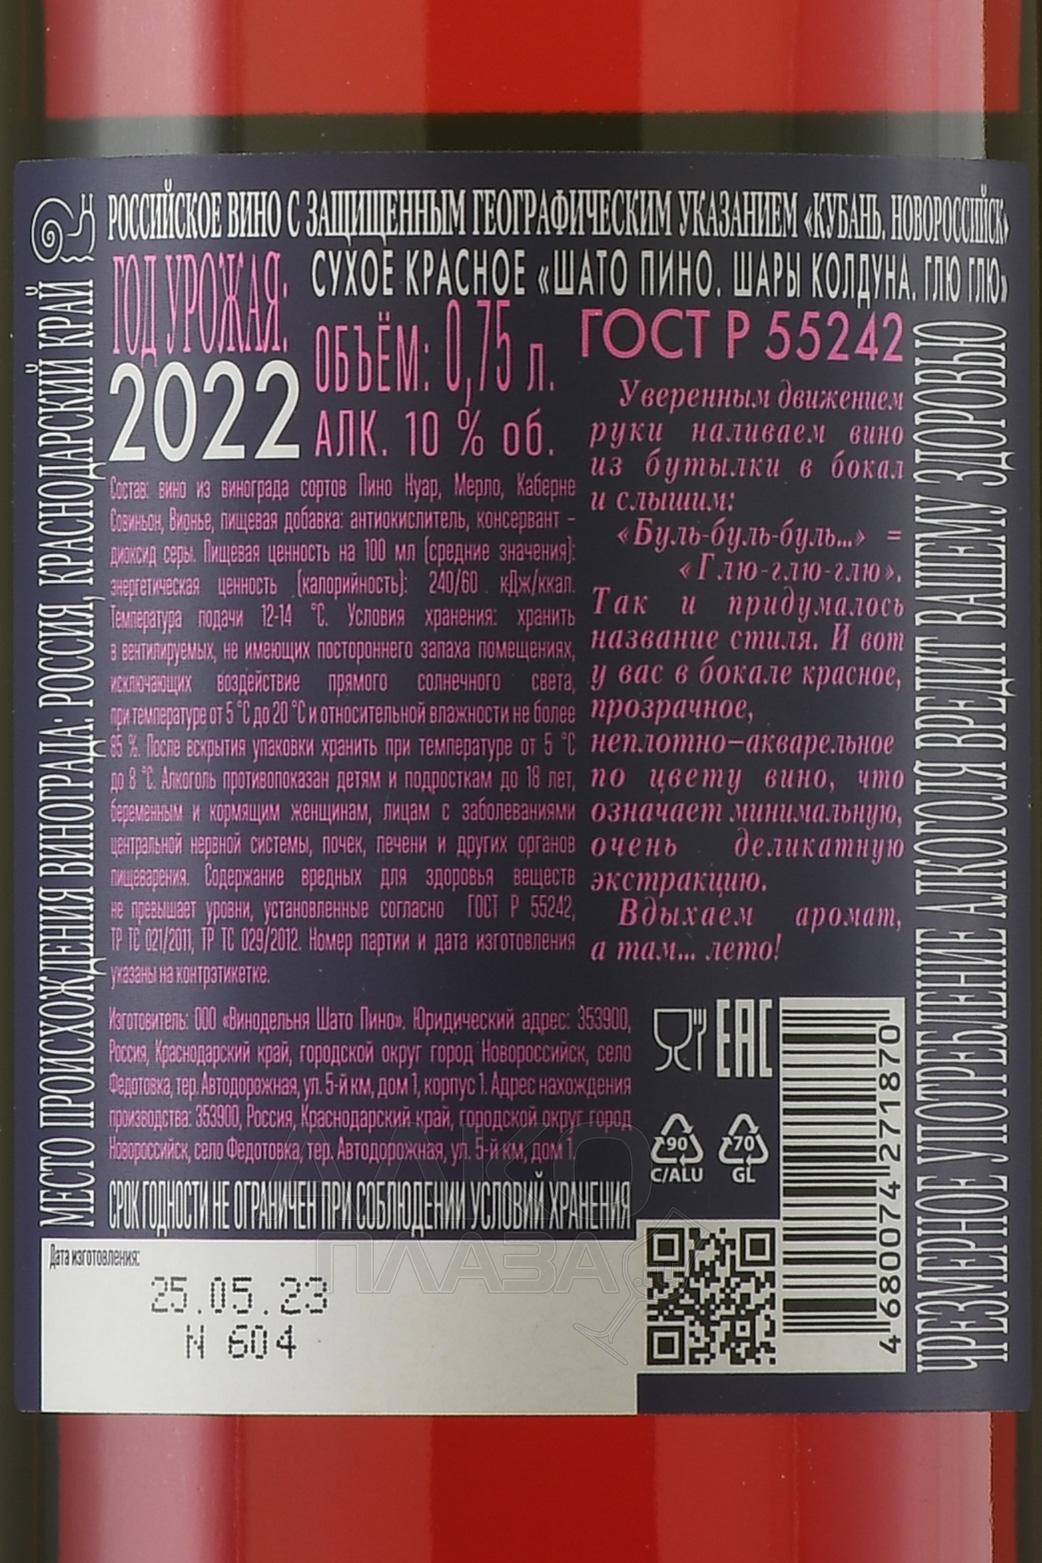 РОССИЙСКОЕ ВИНО С ЗАЩИЩЕННЫМ ГЕОГРАФИЧЕСКИМ УКАЗАНИЕМ «КУБАНЬ. НОВОРОССИЙСК»
СУХОЕ КРАСНОЕ «ШАТО ПИНО. ШАРЫ КОЛДУНА. ГЛЮ ГЛЮ»
ГОД УРОЖАЯ:
2022
ОБЪЁМ: 0,75 л.
АЛК. 10 % об.
ГОСТ Р 55242
Состав: вино из винограда сортов Пино Нуар, Мерло, Каберне
Совиньон, Вионье, пищевая добавка: антиокислитель, консервант –
диоксид серы. Пищевая ценность на 100 мл (средние значения):
энергетическая ценность (калорийность): 240/60 кДж/ккал.
Температура подачи 12-14 °С. Условия хранения: хранить
в вентилируемых, не имеющих постороннего запаха помещениях,
исключающих воздействие прямого солнечного света,
при температуре от 5 °С до 20 °С и относительной влажности не более
85 %. После вскрытия упаковки хранить при температуре от 5 °С
до 8 °С. Алкоголь противопоказан детям и подросткам до 18 лет,
беременным и кормящим женщинам, лицам с заболеваниями
центральной нервной системы, почек, печени и других органов
пищеварения. Содержание вредных для здоровья веществ
не превышает уровни, установленные согласно ГОСТ Р 55242,
ТР ТС 021/2011, ТР ТС 029/2012. Номер партии и дата изготовления
указаны на контрэтикетке.
Уверенным движением
руки наливаем вино
из бутылки в бокал
и слышим:
«Буль-буль-буль...» =
«Глю-глю-глю».
Так и придумалось
название стиля. И вот
у вас в бокале красное,
прозрачное,
неплотно–акварельное
по цвету вино, что
означает минимальную,
очень деликатную
экстракцию.
Вдыхаем аромат,
а там... лето!
Изготовитель: ООО «Винодельня Шато Пино». Юридический адрес: 353900,
Россия, Краснодарский край, городской округ город Новороссийск, село
Федотовка, тер. Автодорожная, ул. 5-й км, дом 1, корпус 1. Адрес нахождения
производства: 353900, Россия, Краснодарский край, городской округ город
Новороссийск, село Федотовка, тер. Автодорожная, ул. 5-й км, дом 1.
СРОК ГОДНОСТИ НЕ ОГРАНИЧЕН ПРИ СОБЛЮДЕНИИ УСЛОВИЙ ХРАНЕНИЯ
EAC
90
C/ALU
70
GL
4680074271870
Дата изготовления:
25.05.23
N 604
МЕСТО ПРОИСХОЖДЕНИЯ ВИНОГРАДА: РОССИЯ, КРАСНОДАРСКИЙ КРАЙ
ЧРЕЗМЕРНОЕ УПОТРЕБЛЕНИЕ АЛКОГОЛЯ ВРЕДИТ ВАШЕМУ ЗДОРОВЬЮ
АЛКО
ПЛАЗА